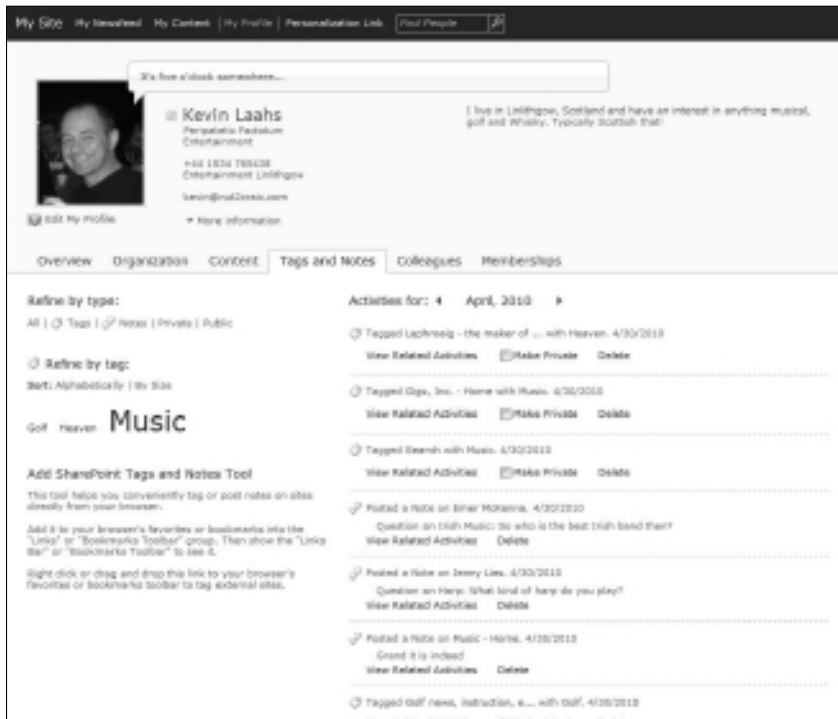 My Site My Newsfeed My Content | My Profile | Personalization Link Find People
It's five o'clock somewhere...
Kevin Laahs
Peripatetic Factotum
Entertainment
+44 1534 765438
Entertainment Linlithgow
More information
I live in Linlithgow, Scotland and have an interest in anything musical,
golf and Whisky. Typically Scottish that!
Edit My Profile
Overview Organization Content Tags and Notes Colleagues Memberships
Refine by type:
All | Tags | Notes | Private | Public
Refine by tag:
Sort: Alphabetically | By Size
Golf Heaven Music
Add SharePoint Tags and Notes Tool
This tool helps you conveniently tag or post notes on sites
directly from your browser.
Add it to your browser's favorites or bookmarks into the
"Links" or "Bookmarks Toolbar" group. Then show the "Links
Bar" or "Bookmarks Toolbar" to see it.
Right click or drag and drop this link to your browser's
favorites or bookmarks toolbar to tag external sites.
Activities for: April, 2010
Tagged Laphroaig - the maker of ... with Heaven. 4/30/2010
View Related Activities Make Private Delete
Tagged Gigs, Inc. - Home with Music. 4/30/2010
View Related Activities Make Private Delete
Tagged Search with Music. 4/30/2010
View Related Activities Make Private Delete
Posted a Note on Emer McKenna. 4/30/2010
Question on Irish Music: So who is the best Irish band then?
View Related Activities Delete
Posted a Note on Jenny Lies. 4/30/2010
Question on Harp: What kind of harp do you play?
View Related Activities Delete
Posted a Note on Music - Home. 4/30/2010
Grand it is indeed
View Related Activities Delete
Tagged Golf news, instruction, e... with Golf. 4/30/2010